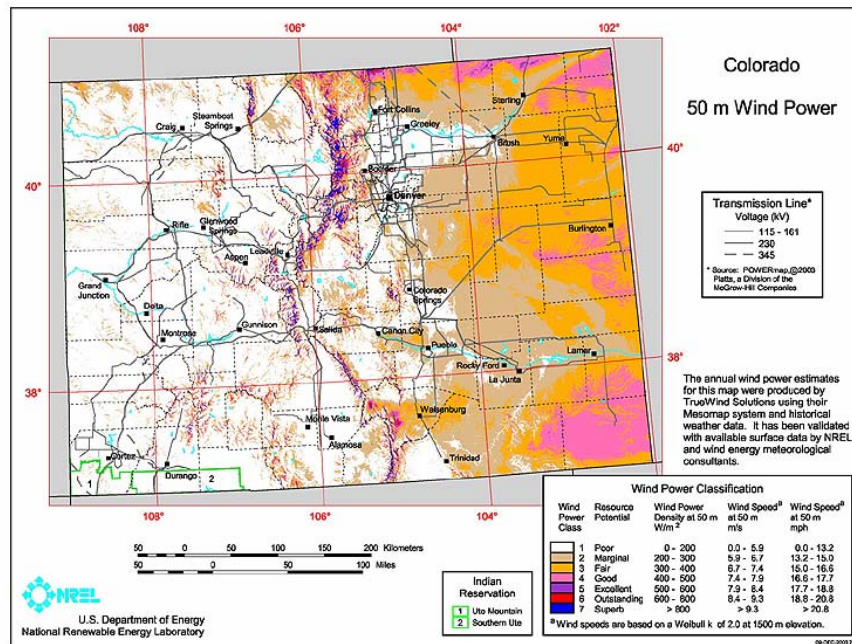 108°
106°
104°
102°
Colorado
50 m Wind Power
Sterling
Fort Collins
Steamboat
Springs
Craig
Greeley
Brush
Yuma
40°
Boulder
40°
Denver
Transmission Line*
Voltage (kV)
115 - 161
230
345
* Source: POWERmap, ©2003
Platts, a Division of the
McGraw-Hill Companies
Rifle
Glenwood
Springs
Burlington
Leadville
Aspen
Grand
Junction
Colorado
Springs
Delta
Montrose
Gunnison
Salida
Canon City
Pueblo
Lamar
38°
Rocky Ford
La Junta
38°
The annual wind power estimates
for this map were produced by
TrueWind Solutions using their
Mesomap system and historical
weather data. It has been validated
with available surface data by NREL
and wind energy meteorological
consultants.
Walsenburg
Monte Vista
Alamosa
Trinidad
Cortez
Durango
1
2
108°
106°
104°
Wind Power Classification
Wind Power Class
Resource Potential
Wind Power Density at 50 m W/m²
Wind Speedᵃ at 50 m m/s
Wind Speedᵃ at 50 m mph
1 Poor 0 - 200 0.0 - 5.9 0.0 - 13.2
2 Marginal 200 - 300 5.9 - 6.7 13.2 - 15.0
3 Fair 300 - 400 6.7 - 7.4 15.0 - 16.6
4 Good 400 - 500 7.4 - 7.9 16.6 - 17.7
5 Excellent 500 - 600 7.9 - 8.4 17.7 - 18.8
6 Outstanding 600 - 800 8.4 - 9.3 18.8 - 20.8
7 Superb > 800 > 9.3 > 20.8
ᵃ Wind speeds are based on a Weibull k of 2.0 at 1500 m elevation.
50 0 50 100 150 200 Kilometers
50 0 50 100 Miles
Indian
Reservation
1 Ute Mountain
2 Southern Ute
NREL
U.S. Department of Energy
National Renewable Energy Laboratory